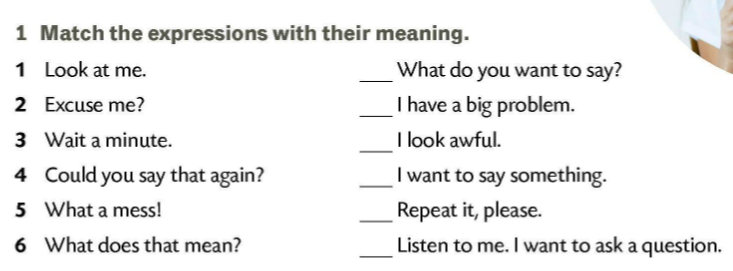 1 Match the expressions with their meaning.
1 Look at me. ___ What do you want to say?
2 Excuse me? ___ I have a big problem.
3 Wait a minute. ___ I look awful.
4 Could you say that again? ___ I want to say something.
5 What a mess! ___ Repeat it, please.
6 What does that mean? ___ Listen to me. I want to ask a question.